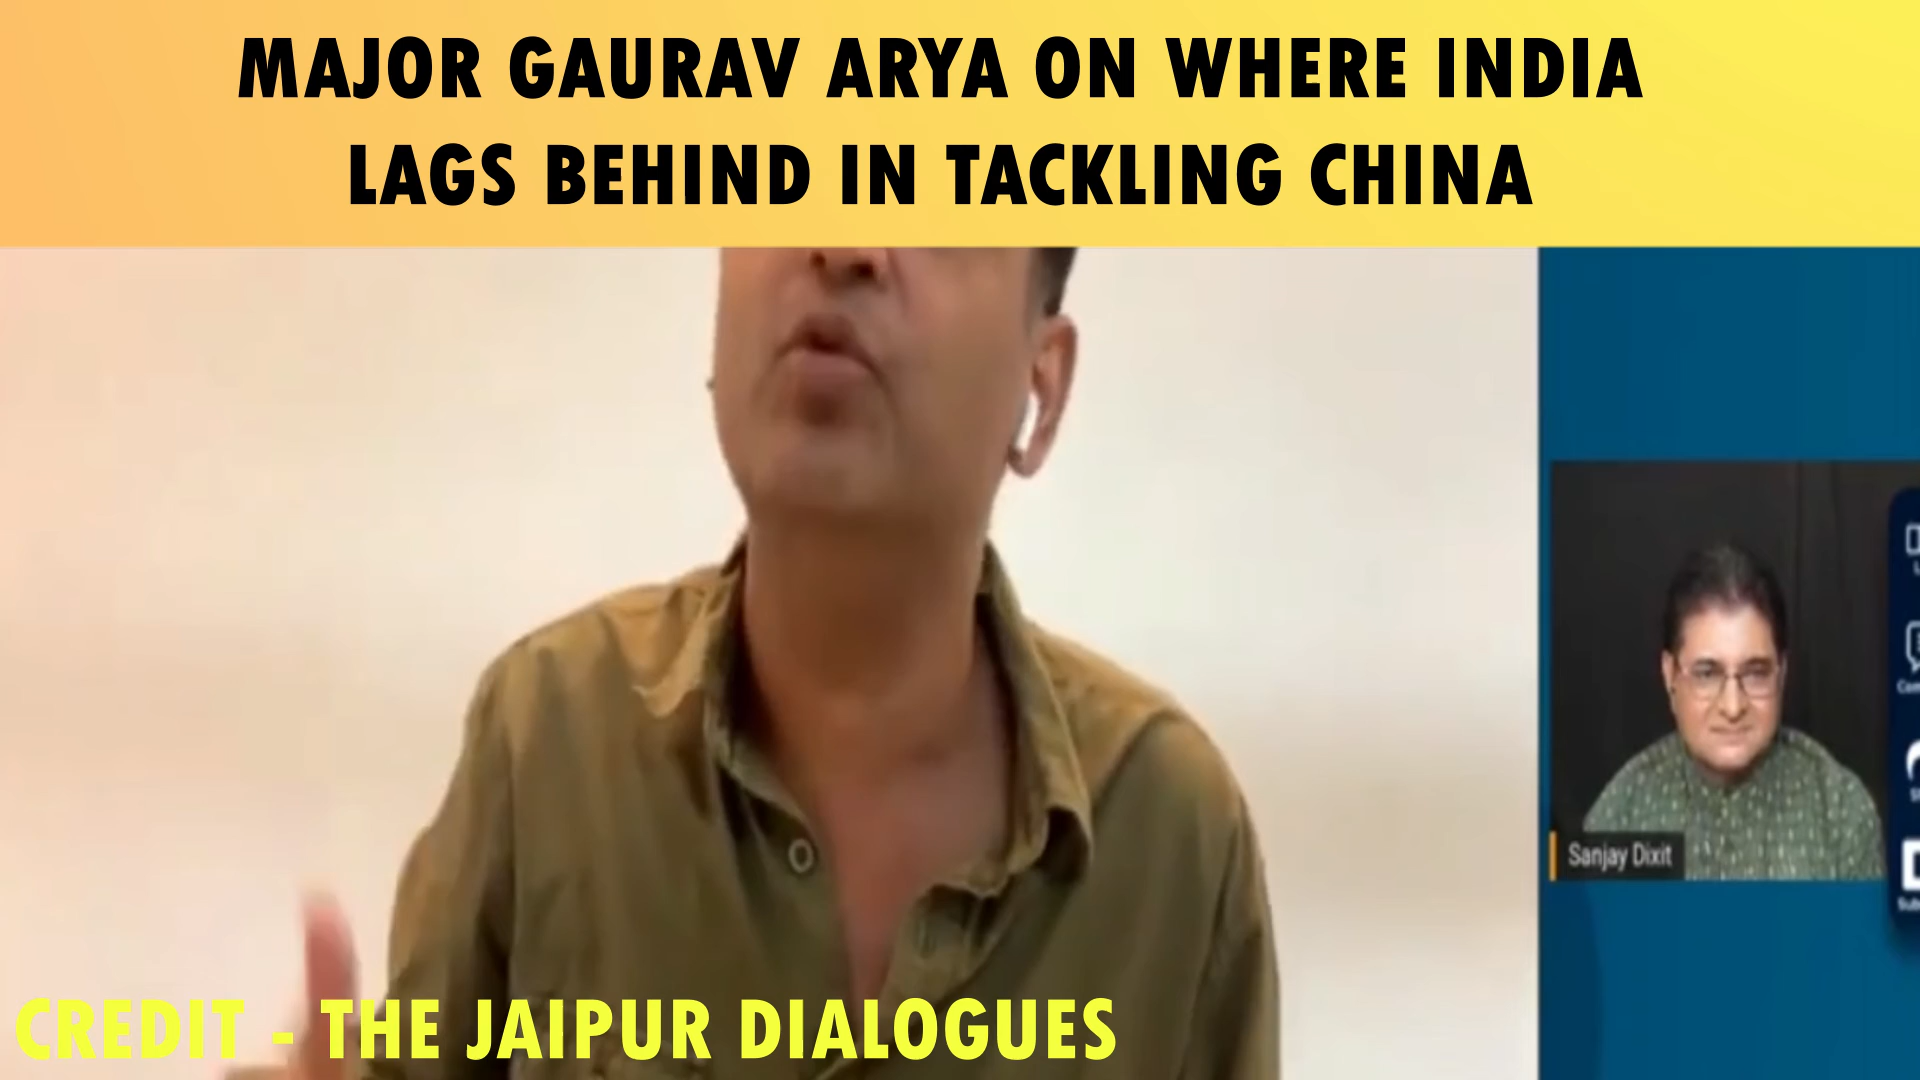 MAJOR GAURAV ARYA ON WHERE INDIA
LAGS BEHIND IN TACKLING CHINA
Sanjay Dixit
CREDIT - THE JAIPUR DIALOGUES